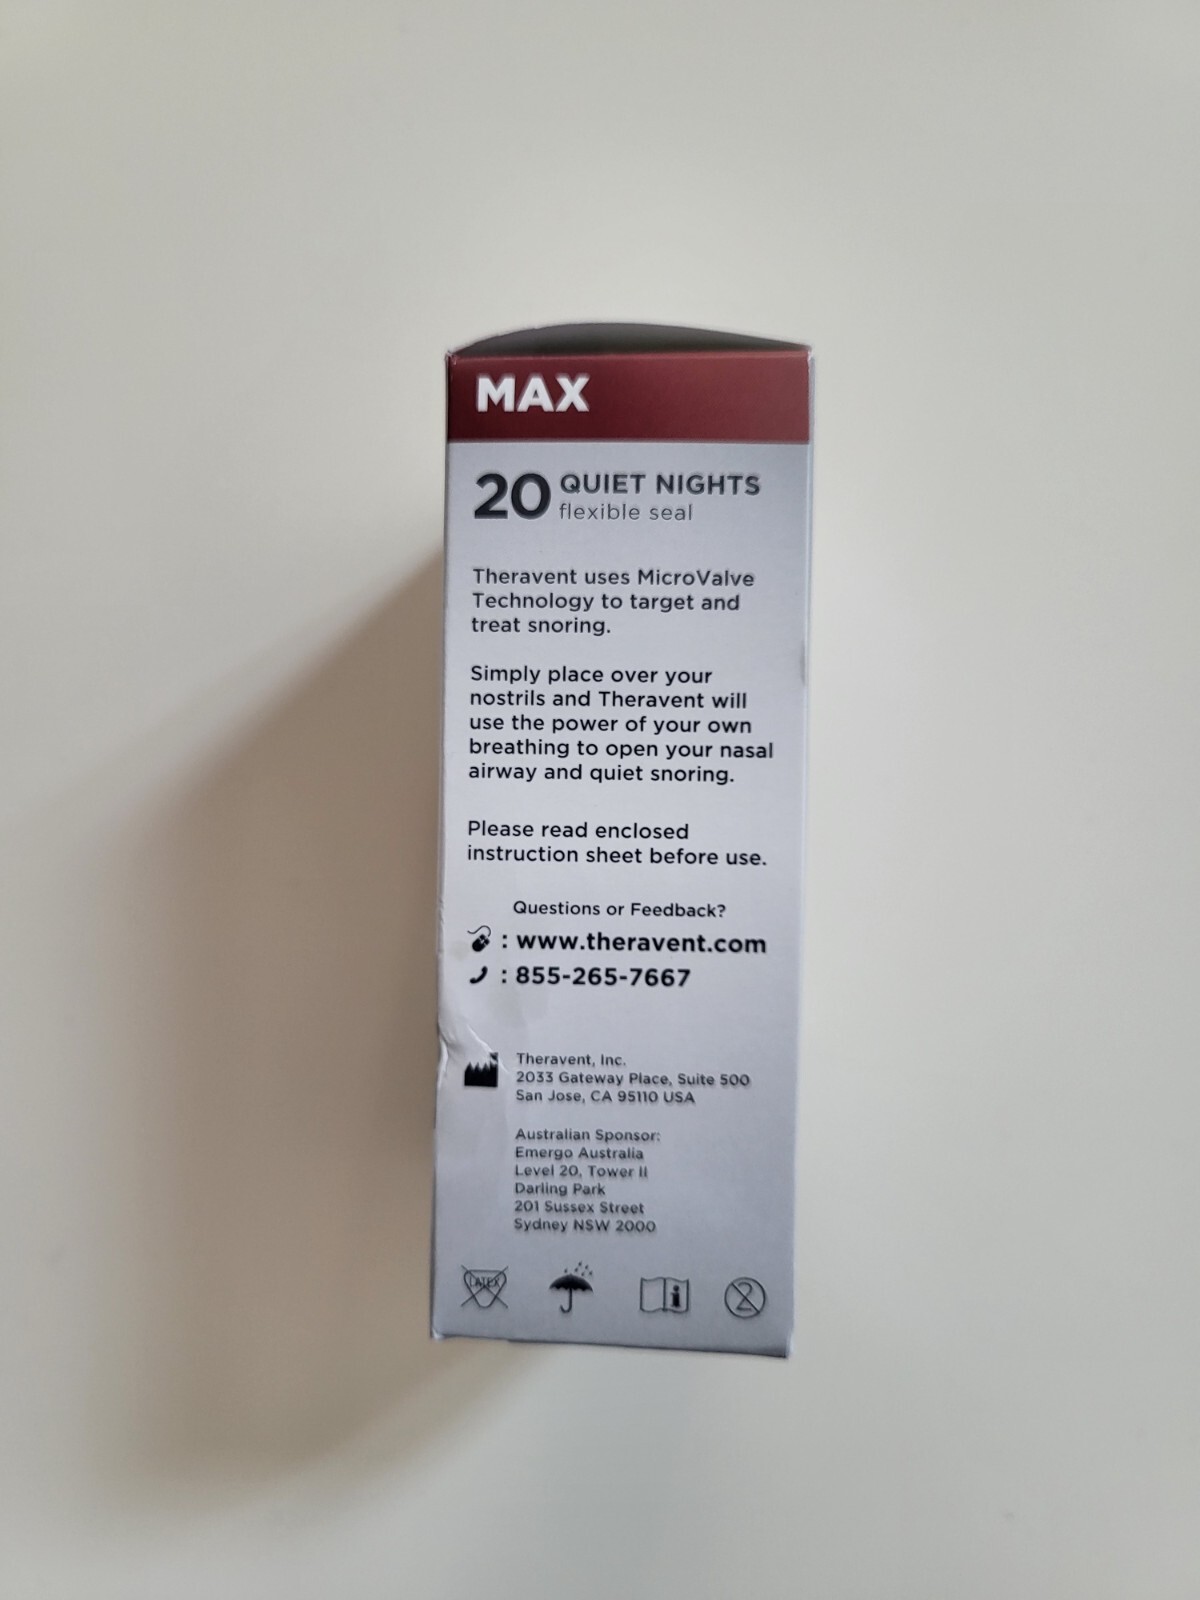 MAX
20 QUIET NIGHTS
flexible seal
Theravent uses MicroValve
Technology to target and
treat snoring.
Simply place over your
nostrils and Theravent will
use the power of your own
breathing to open your nasal
airway and quiet snoring.
Please read enclosed
instruction sheet before use.
Questions or Feedback?
: www.theravent.com
: 855-265-7667
Theravent, Inc.
2033 Gateway Place, Suite 500
San Jose, CA 95110 USA
Australian Sponsor:
Emergo Australia
Level 20, Tower II
Darling Park
201 Sussex Street
Sydney NSW 2000
LATEX i 2